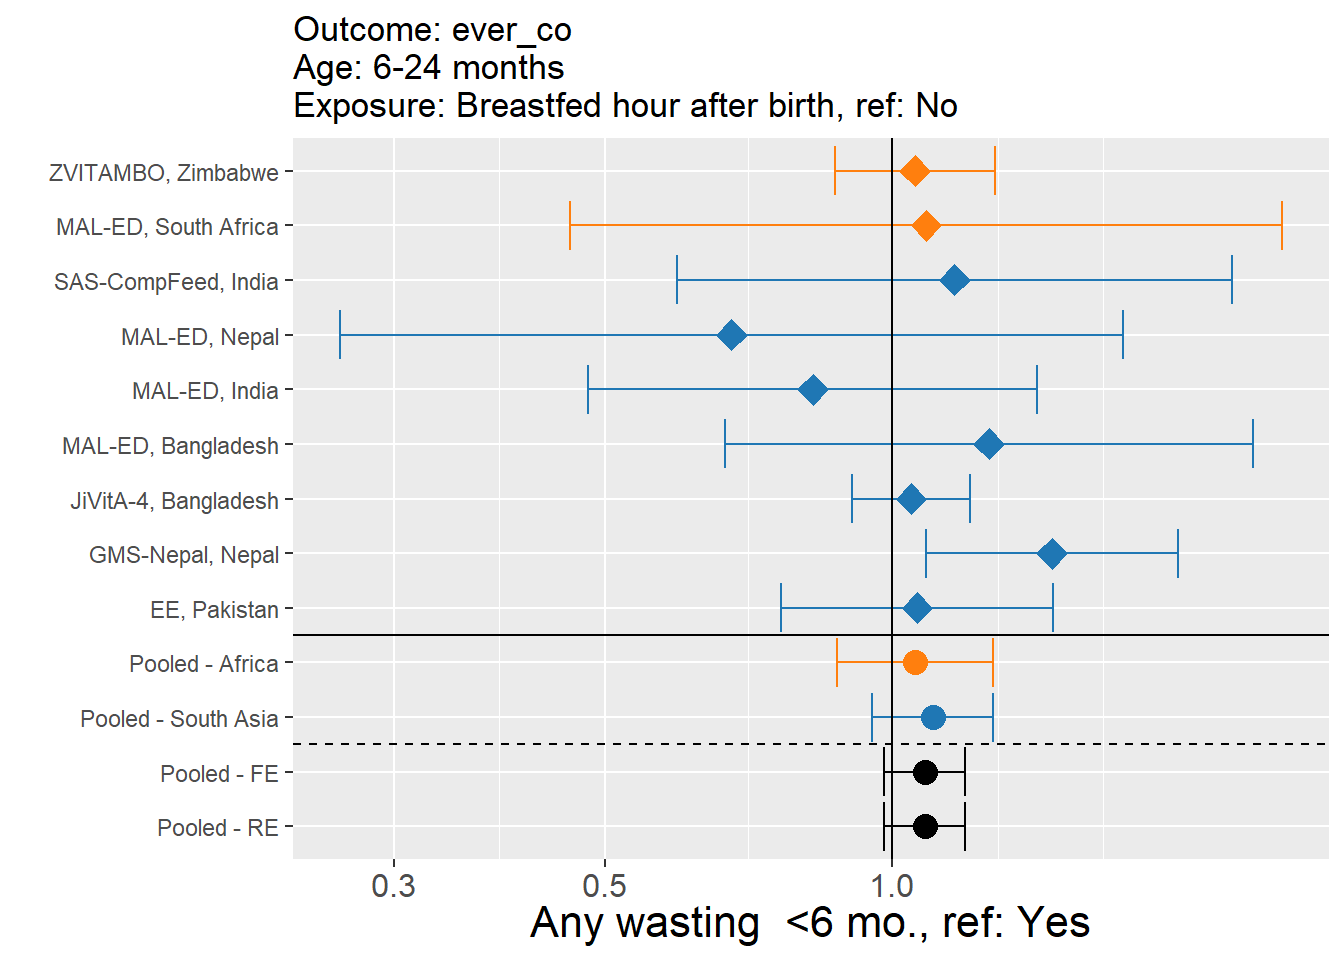 Outcome: ever_co
Age: 6-24 months
Exposure: Breastfed hour after birth, ref: No
ZVITAMBO, Zimbabwe
MAL-ED, South Africa
SAS-CompFeed, India
MAL-ED, Nepal
MAL-ED, India
MAL-ED, Bangladesh
JiVitA-4, Bangladesh
GMS-Nepal, Nepal
EE, Pakistan
Pooled - Africa
Pooled - South Asia
Pooled - FE
Pooled - RE
0.3 0.5 1.0
Any wasting  <6 mo., ref: Yes